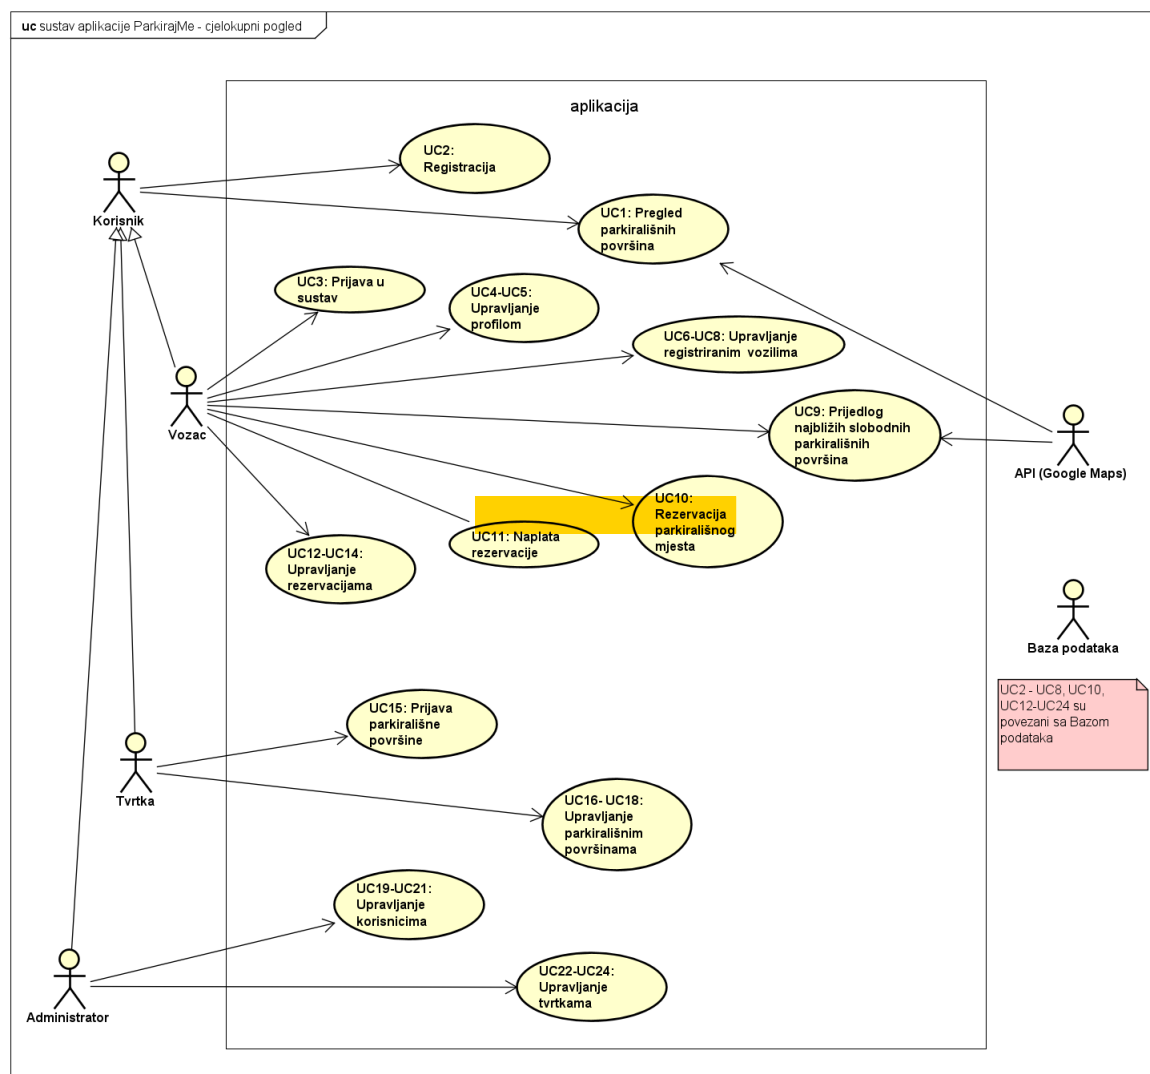 uc sustav aplikacije ParkirajMe - cjelokupni pogled
aplikacija
UC2:
Registracija
Korisnik
UC1: Pregled
parkirališnih
površina
UC3: Prijava u
sustav
UC4-UC5:
Upravljanje
profilom
UC6-UC8: Upravljanje
registriranim vozilima
Vozac
UC9: Prijedlog
najbližih slobodnih
parkirališnih
površina
API (Google Maps)
UC10:
Rezervacija
parkirališnog
mjesta
UC11: Naplata
rezervacije
UC12-UC14:
Upravljanje
rezervacijama
Baza podataka
UC2 - UC8, UC10,
UC12-UC24 su
povezani sa Bazom
podataka
UC15: Prijava
parkirališne
površine
Tvrtka
UC16- UC18:
Upravljanje
parkirališnim
površinama
UC19-UC21:
Upravljanje
korisnicima
UC22-UC24:
Upravljanje
tvrtkama
Administrator